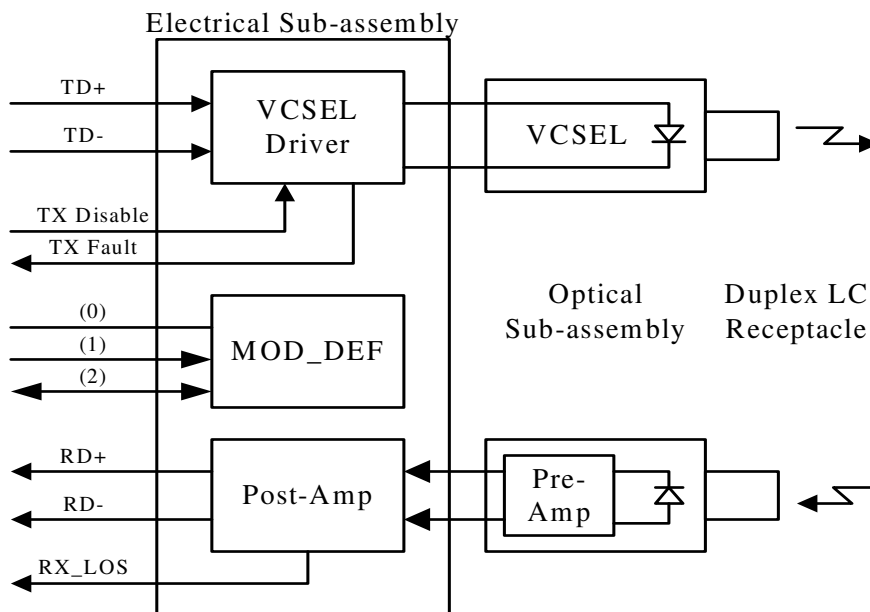 Electrical Sub-assembly
TD+
TD-
TX Disable
TX Fault
VCSEL
Driver
VCSEL
(0)
(1)
(2)
MOD_DEF
Optical
Sub-assembly
Duplex LC
Receptacle
RD+
RD-
RX_LOS
Post-Amp
Pre-
Amp